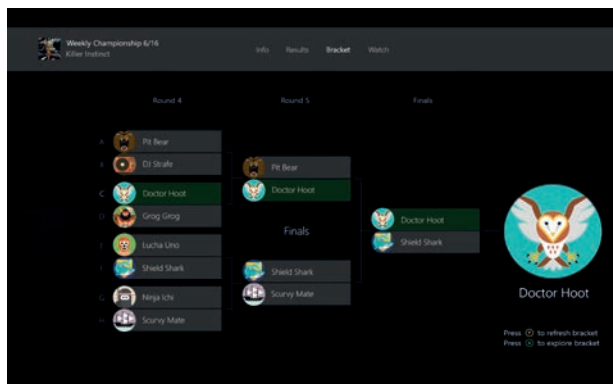 Weekly Championship 6/16
Killer Instinct
Info Results Bracket Watch
Round 4 Round 5 Finals
A Pit Bear
DJ Strafe
C Doctor Hoot
D Grog Grog
Lucha Uno
Shield Shark
G Ninja Ichi
H Scurvy Mate
Pit Bear
Doctor Hoot
Finals
Shield Shark
Scurvy Mate
Doctor Hoot
Shield Shark
Doctor Hoot
Press Y to refresh bracket
Press A to explore bracket